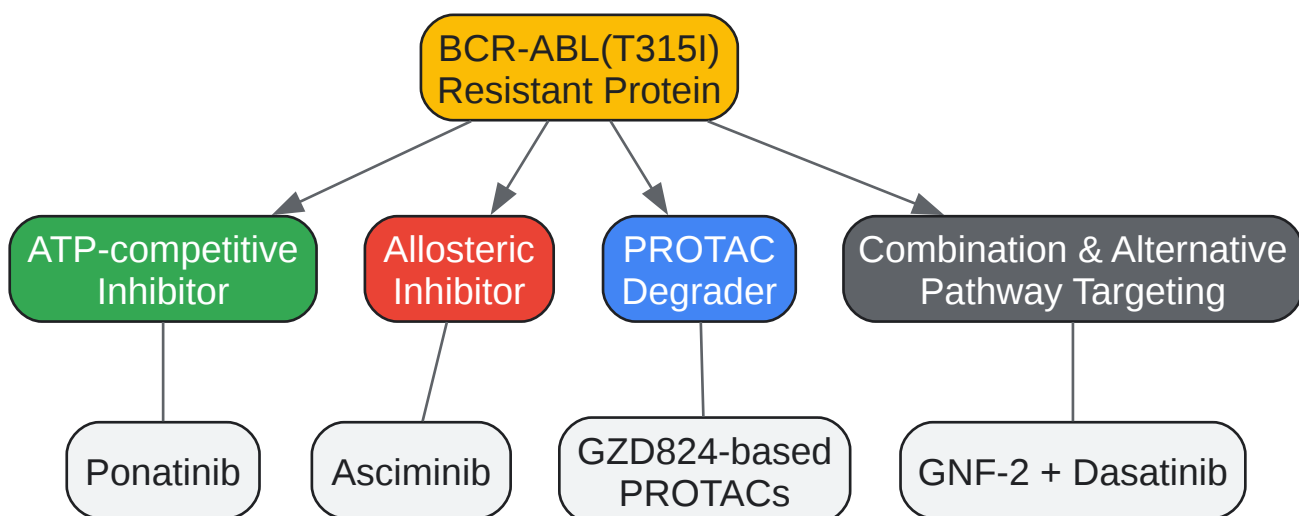 BCR-ABL(T315I)
Resistant Protein
ATP-competitive
Inhibitor
Allosteric
Inhibitor
PROTAC
Degrader
Combination & Alternative
Pathway Targeting
Ponatinib
Asciminib
GZD824-based
PROTACs
GNF-2 + Dasatinib